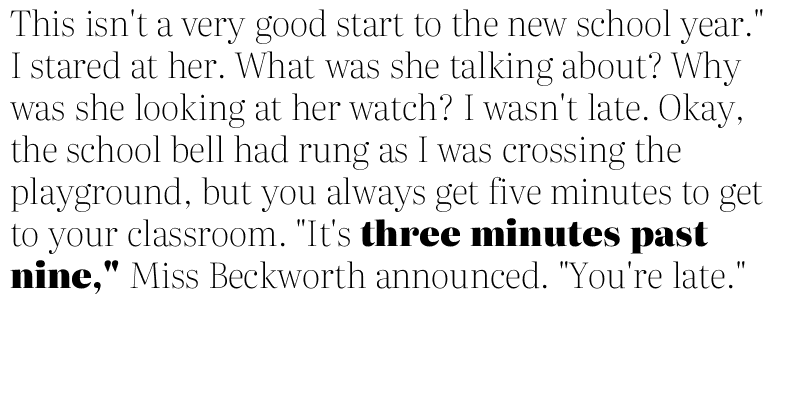 This isn't a very good start to the new school year."
I stared at her. What was she talking about? Why
was she looking at her watch? I wasn't late. Okay,
the school bell had rung as I was crossing the
playground, but you always get five minutes to get
to your classroom. "It's three minutes past
nine," Miss Beckworth announced. "You're late."